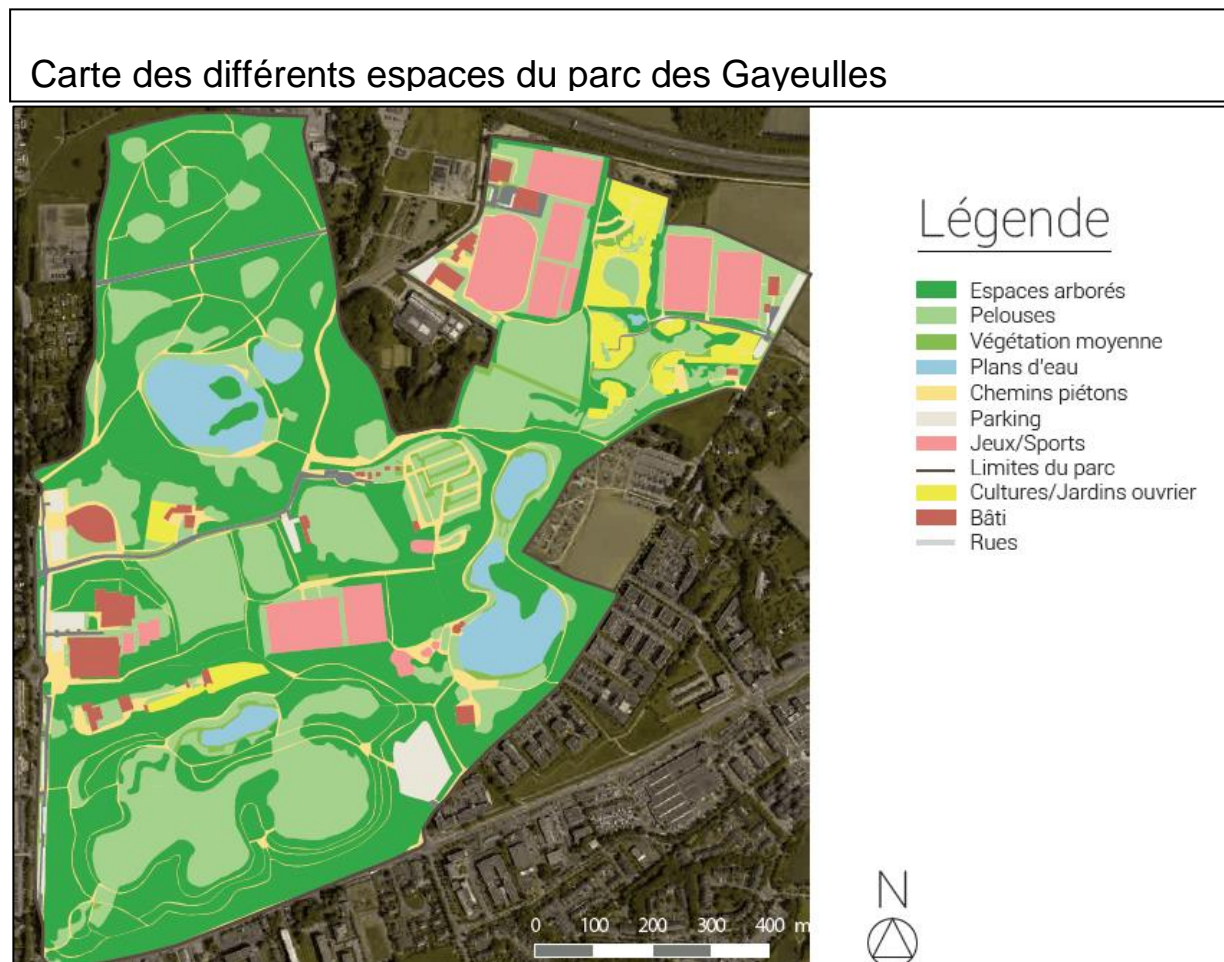 Carte des différents espaces du parc des Gayeulles
Légende
Espaces arborés
Pelouses
Végétation moyenne
Plans d'eau
Chemins piétons
Parking
Jeux/Sports
Limites du parc
Cultures/Jardins ouvrier
Bâti
Rues
N
0 100 200 300 400 m